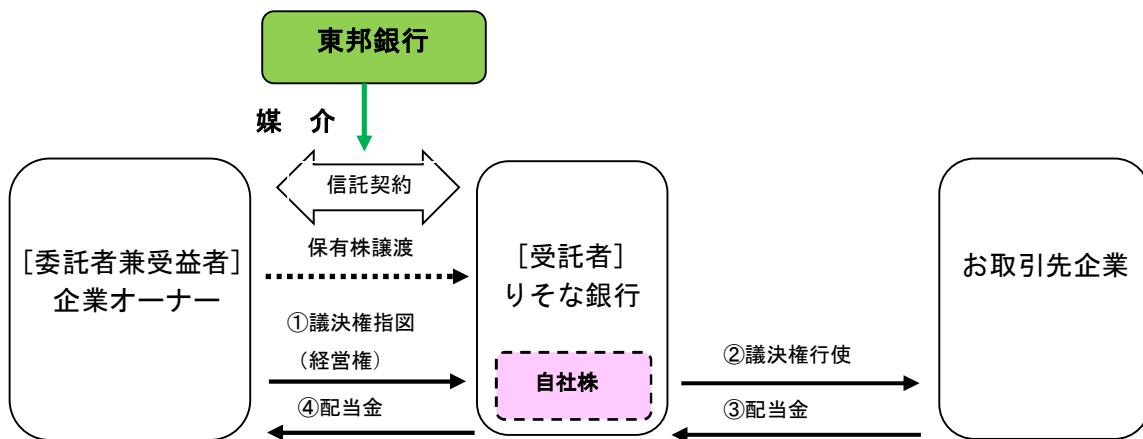 東邦銀行
媒　介
信託契約
保有株譲渡
［委託者兼受益者］
企業オーナー
［受託者］
りそな銀行
お取引先企業
①議決権指図
（経営権）
④配当金
自社株
②議決権行使
③配当金